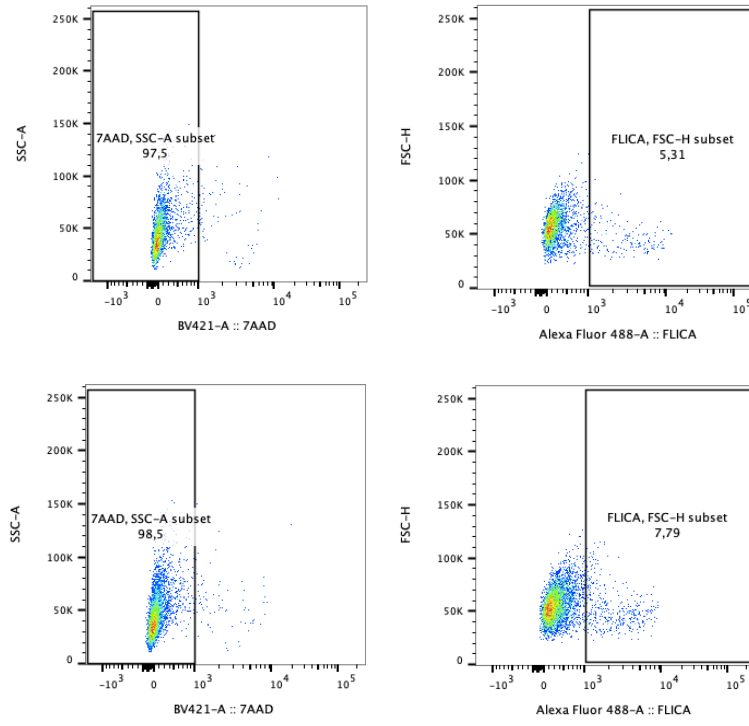 250K
200K
150K
100K
50K
0
SSC-A
7AAD, SSC-A subset
97,5
-10³ 0 10³ 10⁴ 10⁵
BV421-A :: 7AAD
250K
200K
150K
100K
50K
0
FSC-H
FLICA, FSC-H subset
5,31
-10³ 0 10³ 10⁴ 10⁵
Alexa Fluor 488-A :: FLICA
250K
200K
150K
100K
50K
0
SSC-A
7AAD, SSC-A subset
98,5
-10³ 0 10³ 10⁴ 10⁵
BV421-A :: 7AAD
250K
200K
150K
100K
50K
0
FSC-H
FLICA, FSC-H subset
7,79
-10³ 0 10³ 10⁴ 10⁵
Alexa Fluor 488-A :: FLICA